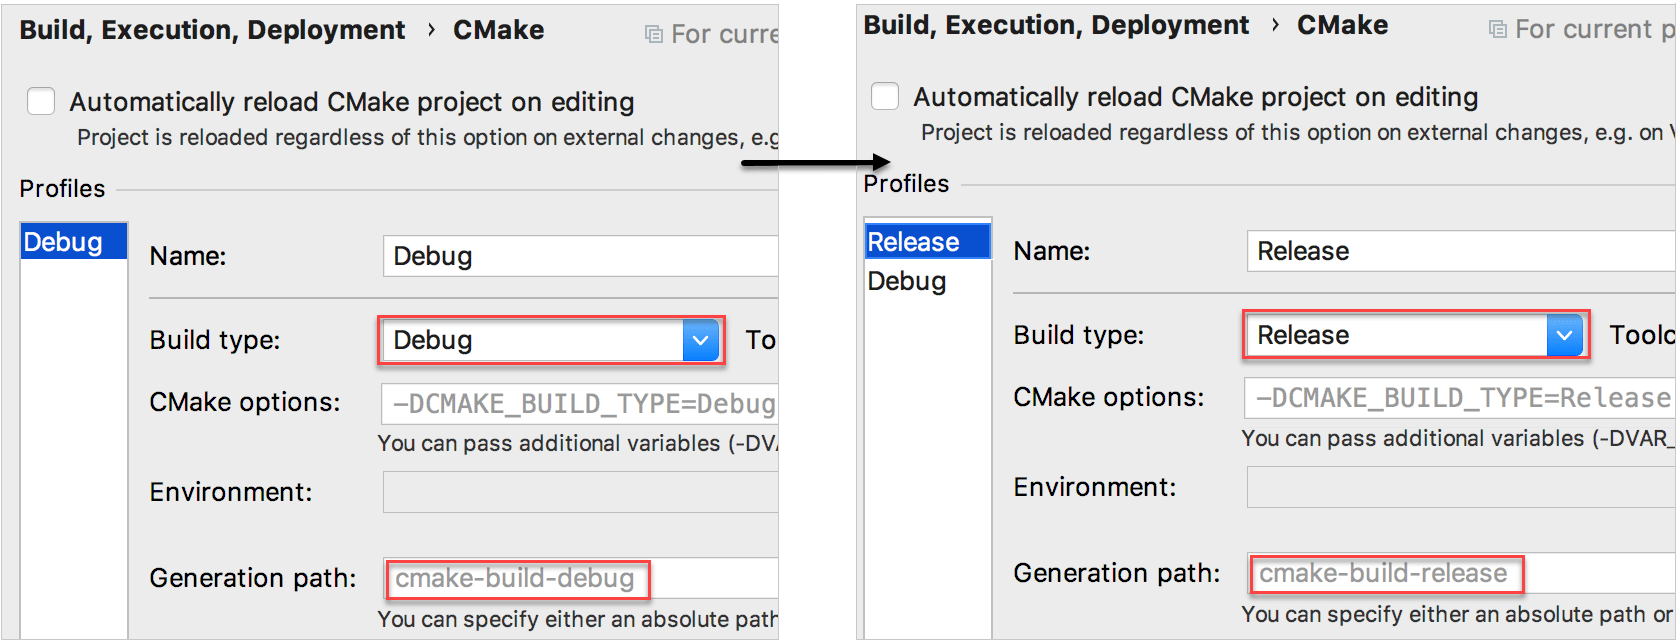 Build, Execution, Deployment › CMake For curre
Automatically reload CMake project on editing
Project is reloaded regardless of this option on external changes, e.g
Profiles
Debug
Name: Debug
Build type: Debug To
CMake options: -DCMAKE_BUILD_TYPE=Debug
You can pass additional variables (-DVA
Environment:
Generation path: cmake-build-debug
You can specify either an absolute path
Build, Execution, Deployment › CMake For current p
Automatically reload CMake project on editing
Project is reloaded regardless of this option on external changes, e.g. on V
Profiles
Release
Debug
Name: Release
Build type: Release Toolc
CMake options: -DCMAKE_BUILD_TYPE=Release
You can pass additional variables (-DVAR_
Environment:
Generation path: cmake-build-release
You can specify either an absolute path or